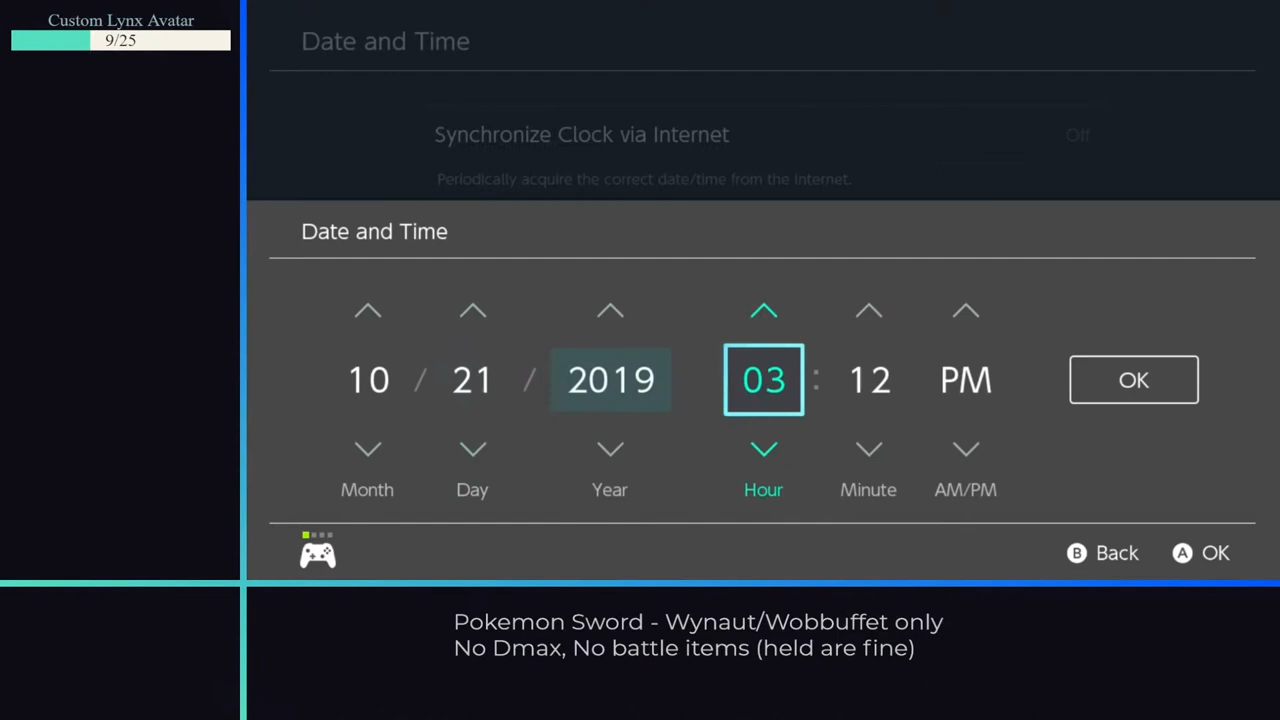 Custom Lynx Avatar
9/25
Date and Time
Synchronize Clock via Internet Off
Periodically acquire the correct date/time from the Internet.
Date and Time
10 / 21 / 2019 03 : 12 PM OK
Month Day Year Hour Minute AM/PM
B Back A OK
Pokemon Sword - Wynaut/Wobbuffet only
No Dmax, No battle items (held are fine)